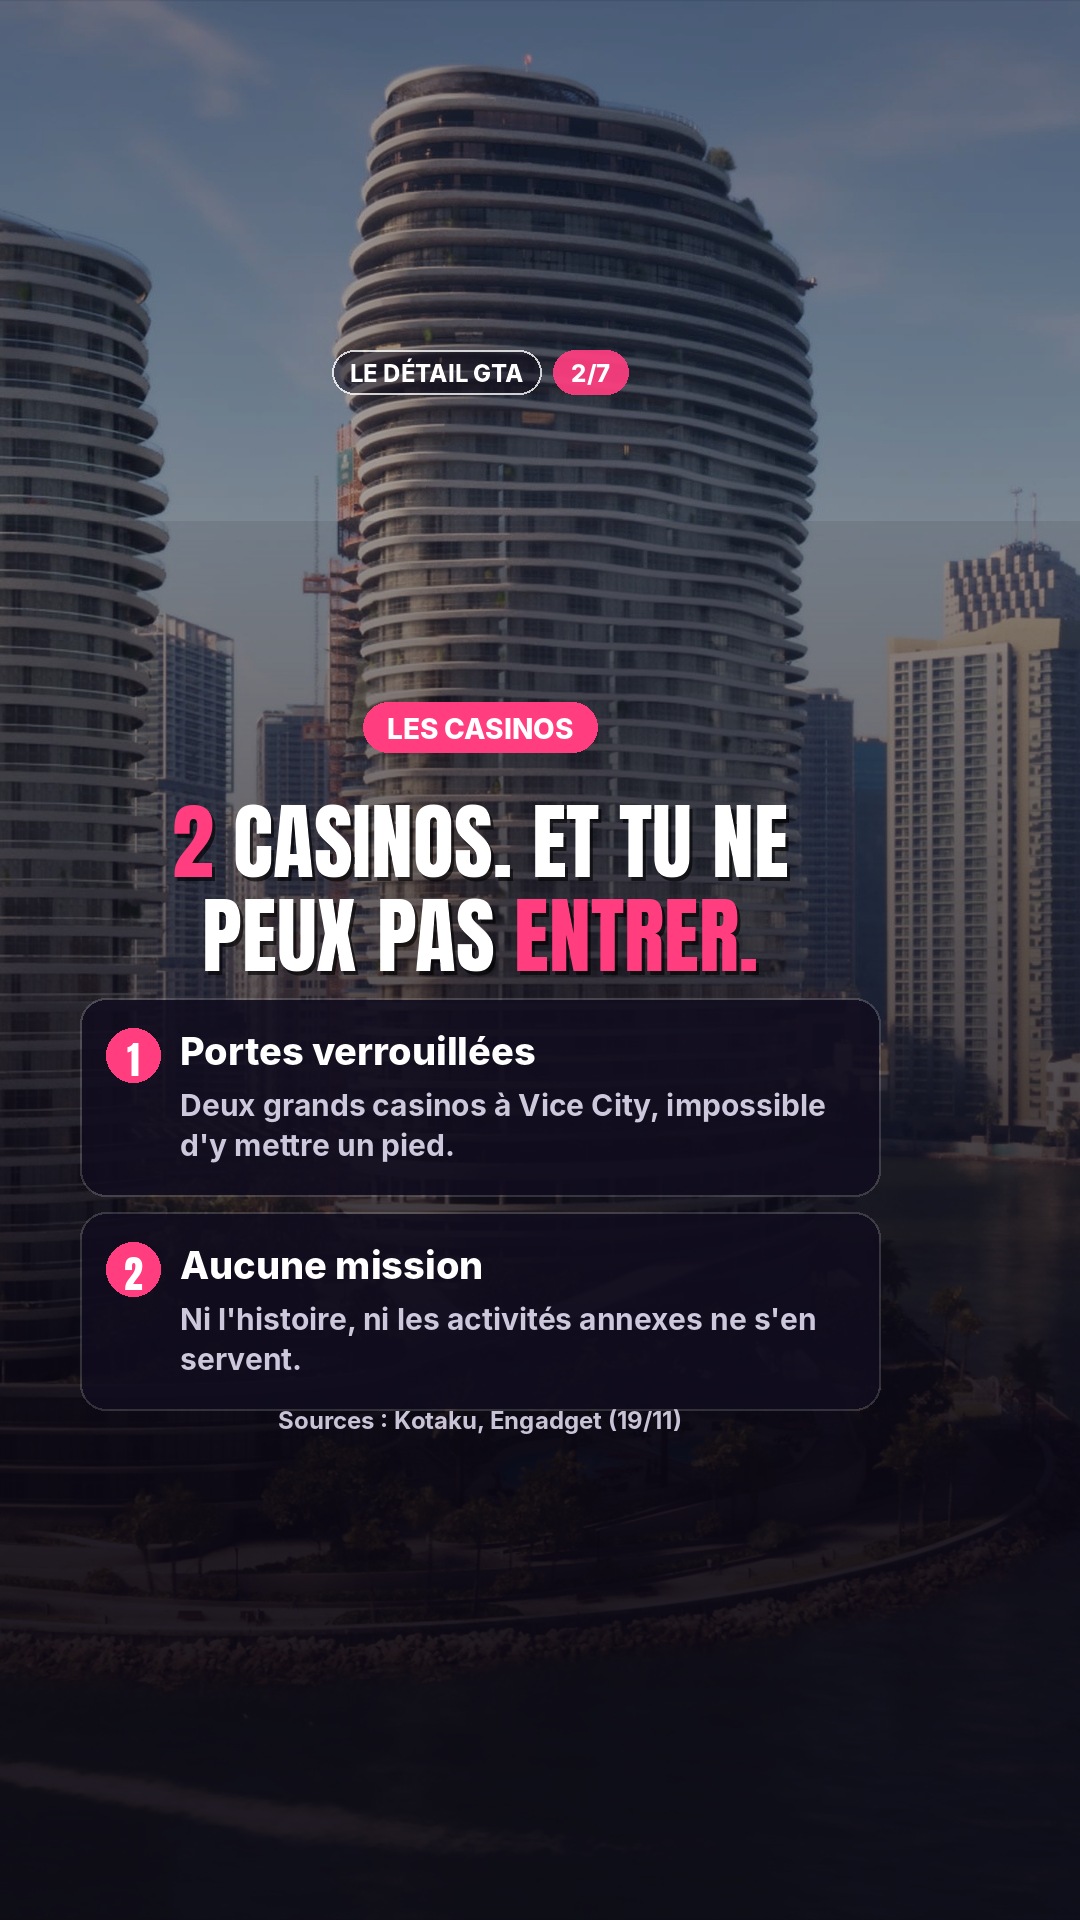 LE DÉTAIL GTA 2/7
LES CASINOS
2 CASINOS. ET TU NE
PEUX PAS ENTRER.
1 Portes verrouillées
Deux grands casinos à Vice City, impossible
d'y mettre un pied.
2 Aucune mission
Ni l'histoire, ni les activités annexes ne s'en
servent.
Sources : Kotaku, Engadget (19/11)